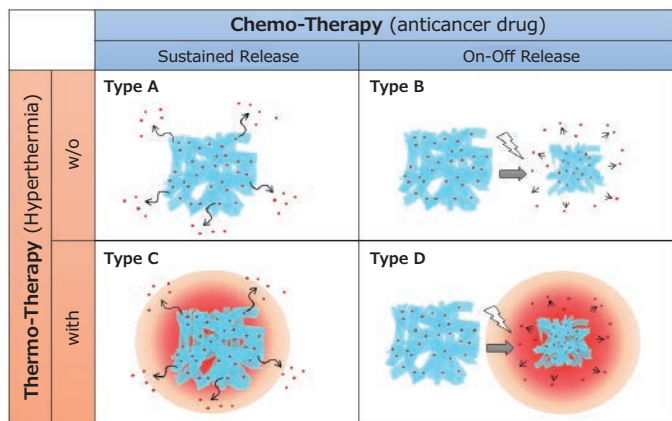 Chemo-Therapy (anticancer drug)
Sustained Release
On-Off Release
Thermo-Therapy (Hyperthermia)
w/o
Type A
Type B
with
Type C
Type D